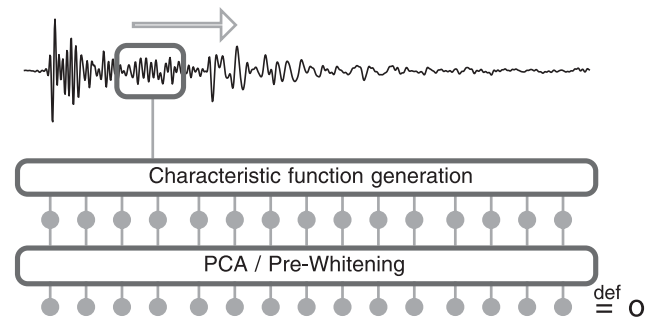 Characteristic function generation
PCA / Pre-Whitening
def
= o